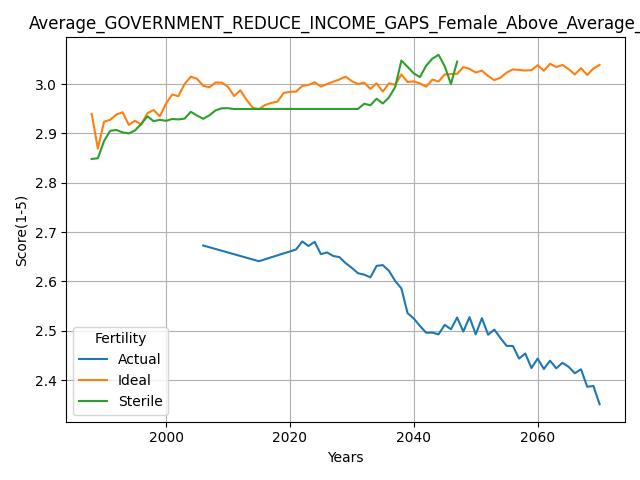 Average_GOVERNMENT_REDUCE_INCOME_GAPS_Female_Above_Average_
Score(1-5)
3.0
2.9
2.8
2.7
2.6
2.5
2.4
Fertility
Actual
Ideal
Sterile
2000 2020 2040 2060
Years